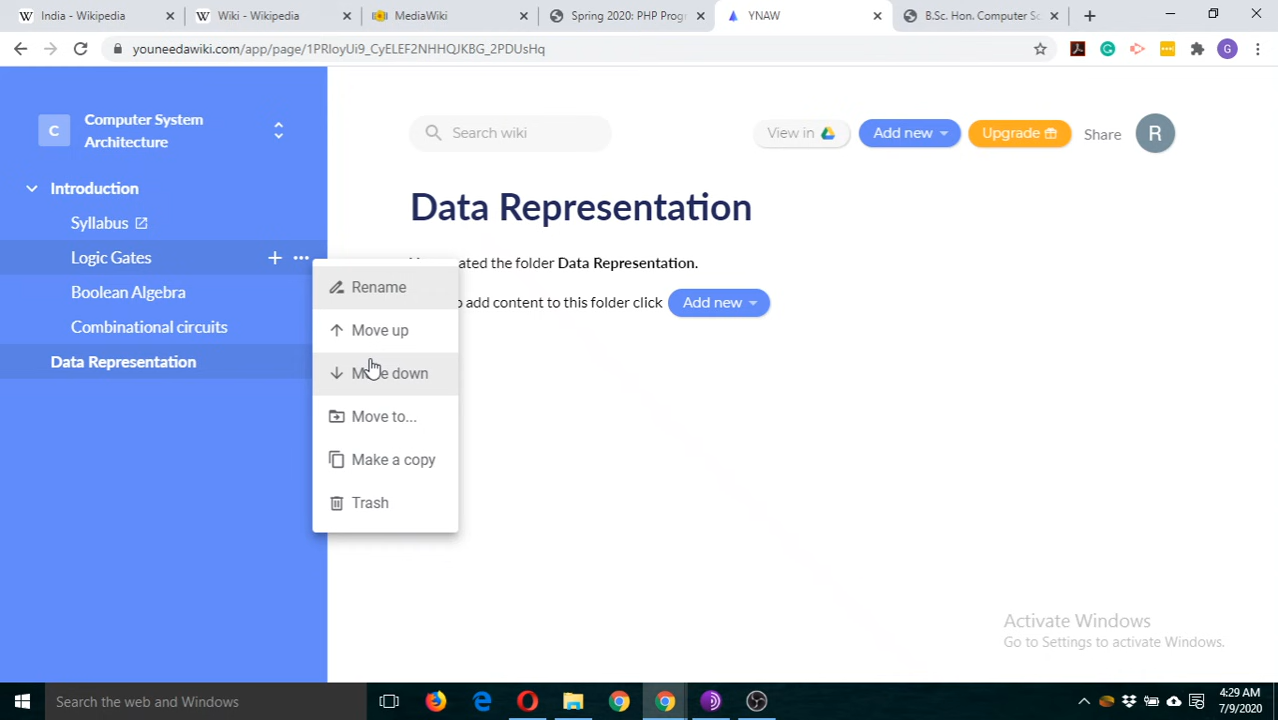 India - Wikipedia
Wiki - Wikipedia
MediaWiki
Spring 2020: PHP Prog
YNAW
B.Sc. Hon. Computer Sc
youneedawiki.com/app/page/1PRIoyUi9_CyELEF2NHHQJKBG_2PDUsHq
G
C
Computer System
Architecture
Search wiki
View in
Add new
Upgrade
Share
R
Introduction
Syllabus
Logic Gates
Boolean Algebra
Combinational circuits
Data Representation
Data Representation
ated the folder Data Representation.
o add content to this folder click
Add new
Rename
Move up
down
Move to...
Make a copy
Trash
Activate Windows
Go to Settings to activate Windows.
Search the web and Windows
4:29 AM
7/9/2020